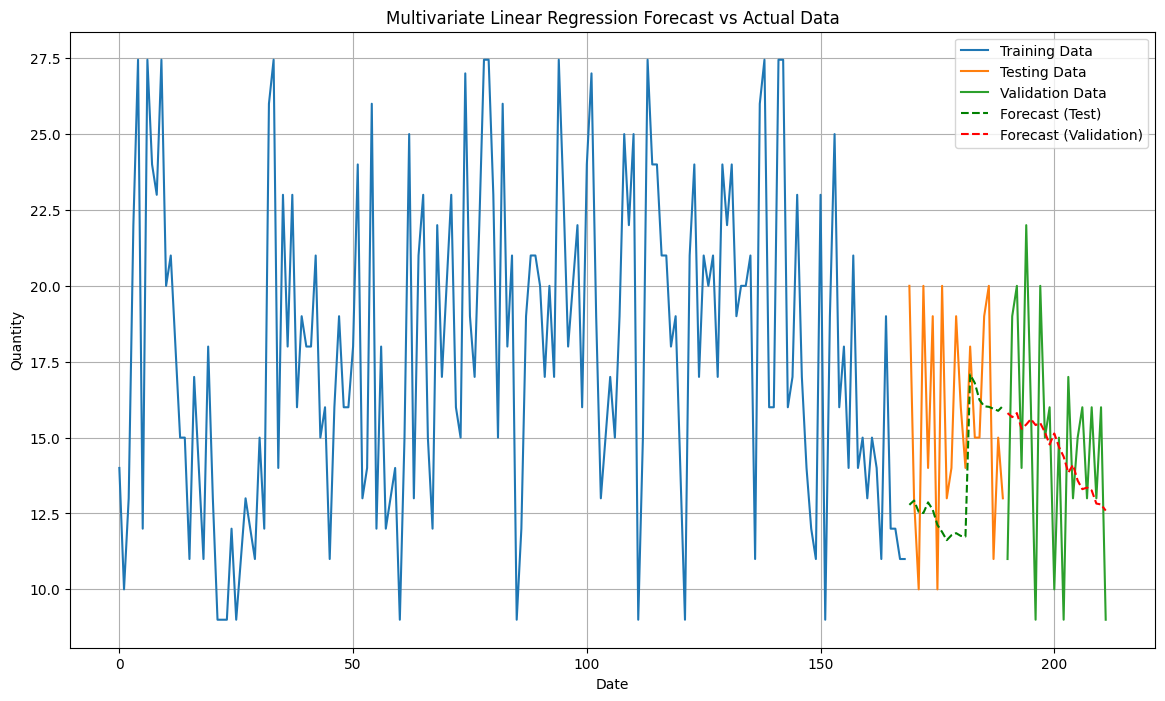 Multivariate Linear Regression Forecast vs Actual Data
Training Data
Testing Data
Validation Data
Forecast (Test)
Forecast (Validation)
Quantity
27.5
25.0
22.5
20.0
17.5
15.0
12.5
10.0
0
50
100
150
200
Date